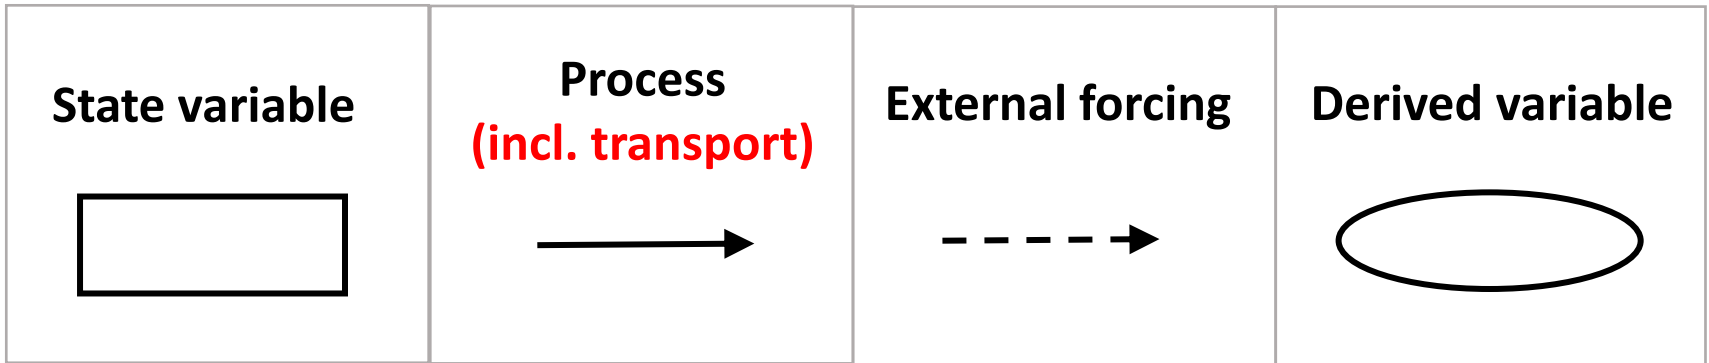 State variable
Process
(incl. transport)
External forcing
Derived variable